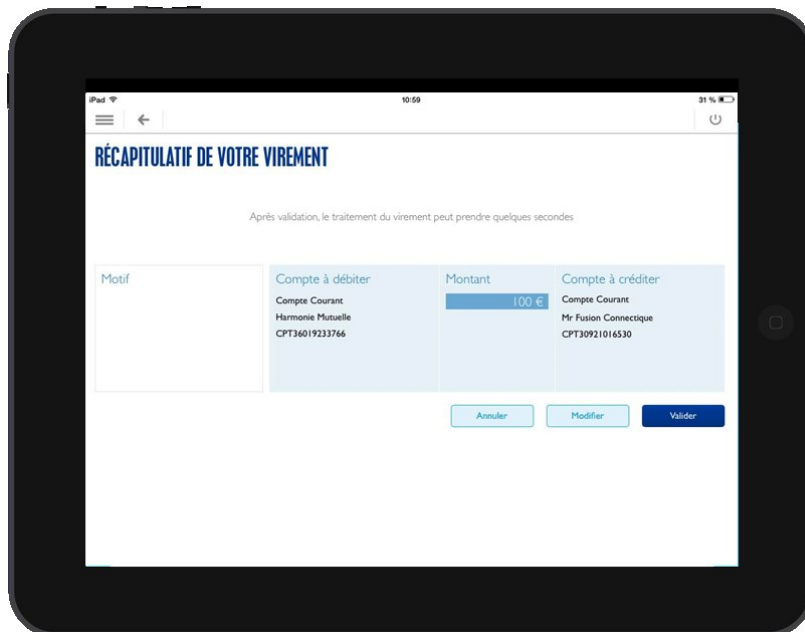 iPad 10:59 31 %
RÉCAPITULATIF DE VOTRE VIREMENT
Après validation, le traitement du virement peut prendre quelques secondes
Motif
Compte à débiter
Compte Courant
Harmonie Mutuelle
CPT36019233766
Montant
100 €
Compte à créditer
Compte Courant
Mr Fusion Connectique
CPT30921016530
Annuler
Modifier
Valider